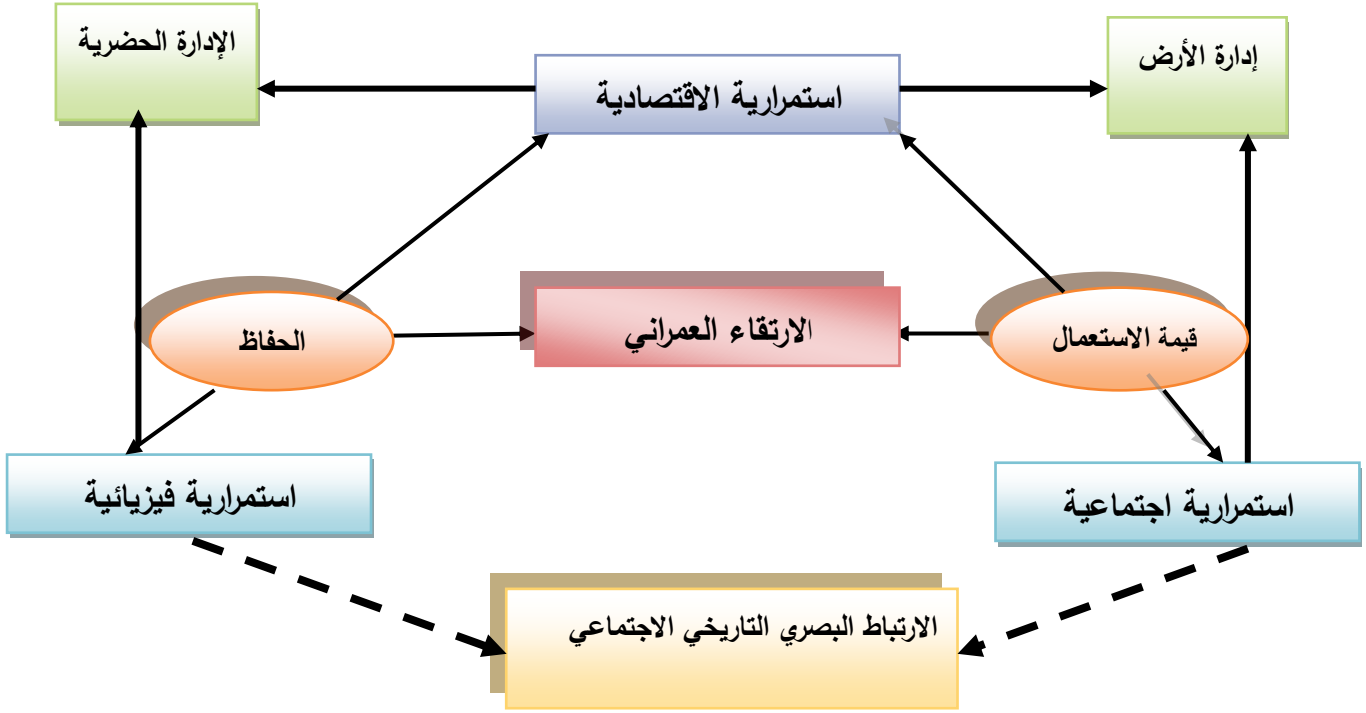 إدارة الأرض
الإدارة الحضرية
استمرارية الاقتصادية
قيمة الاستعمال
الارتقاء العمراني
الحفاظ
استمرارية اجتماعية
استمرارية فيزيائية
الارتباط البصري التاريخي الاجتماعي